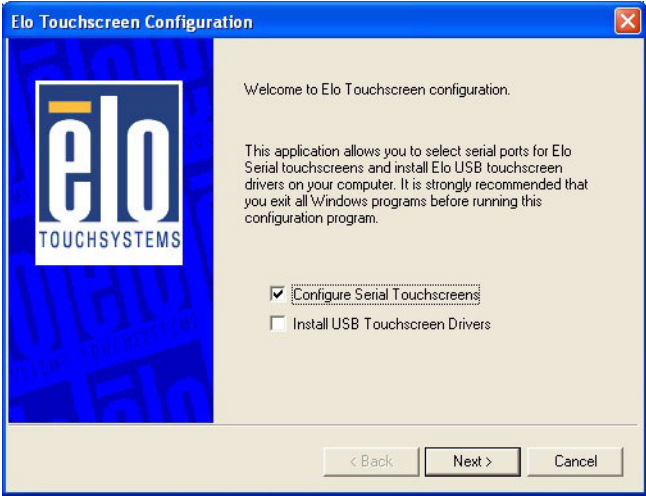 Elo Touchscreen Configuration
elo
TOUCHSYSTEMS
Welcome to Elo Touchscreen configuration.
This application allows you to select serial ports for Elo
Serial touchscreens and install Elo USB touchscreen
drivers on your computer. It is strongly recommended that
you exit all Windows programs before running this
configuration program.
Configure Serial Touchscreens
Install USB Touchscreen Drivers
< Back
Next >
Cancel